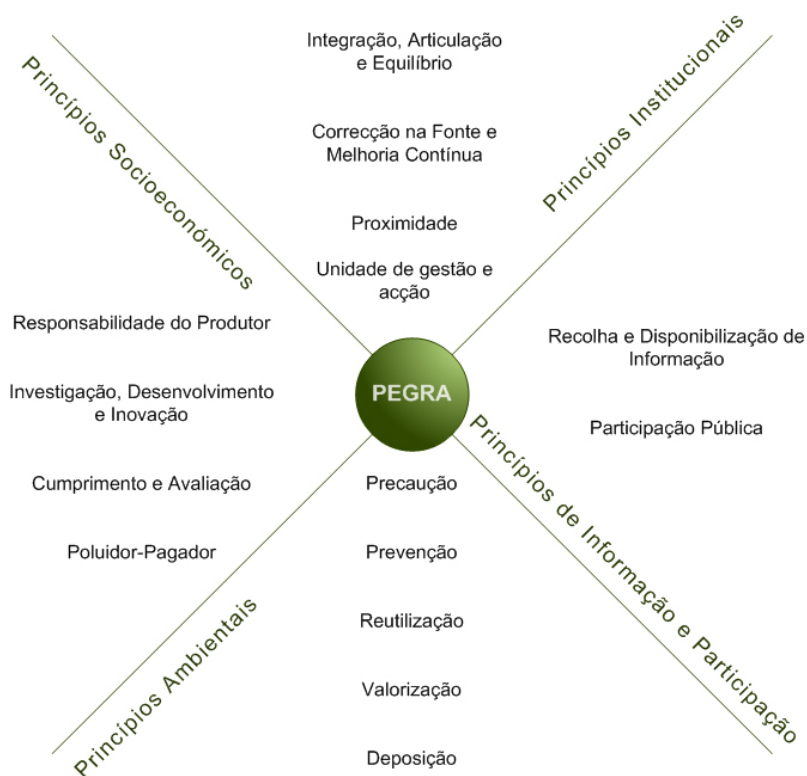 Integração, Articulação
e Equilíbrio
Princípios Socioeconómicos
Princípios Institucionais
Correcção na Fonte e
Melhoria Contínua
Proximidade
Unidade de gestão e
acção
Responsabilidade do Produtor
Investigação, Desenvolvimento
e Inovação
Cumprimento e Avaliação
Poluidor-Pagador
PEGRA
Recolha e Disponibilização de
Informação
Participação Pública
Princípios de Informação e Participação
Precaução
Prevenção
Reutilização
Valorização
Deposição
Princípios Ambientais